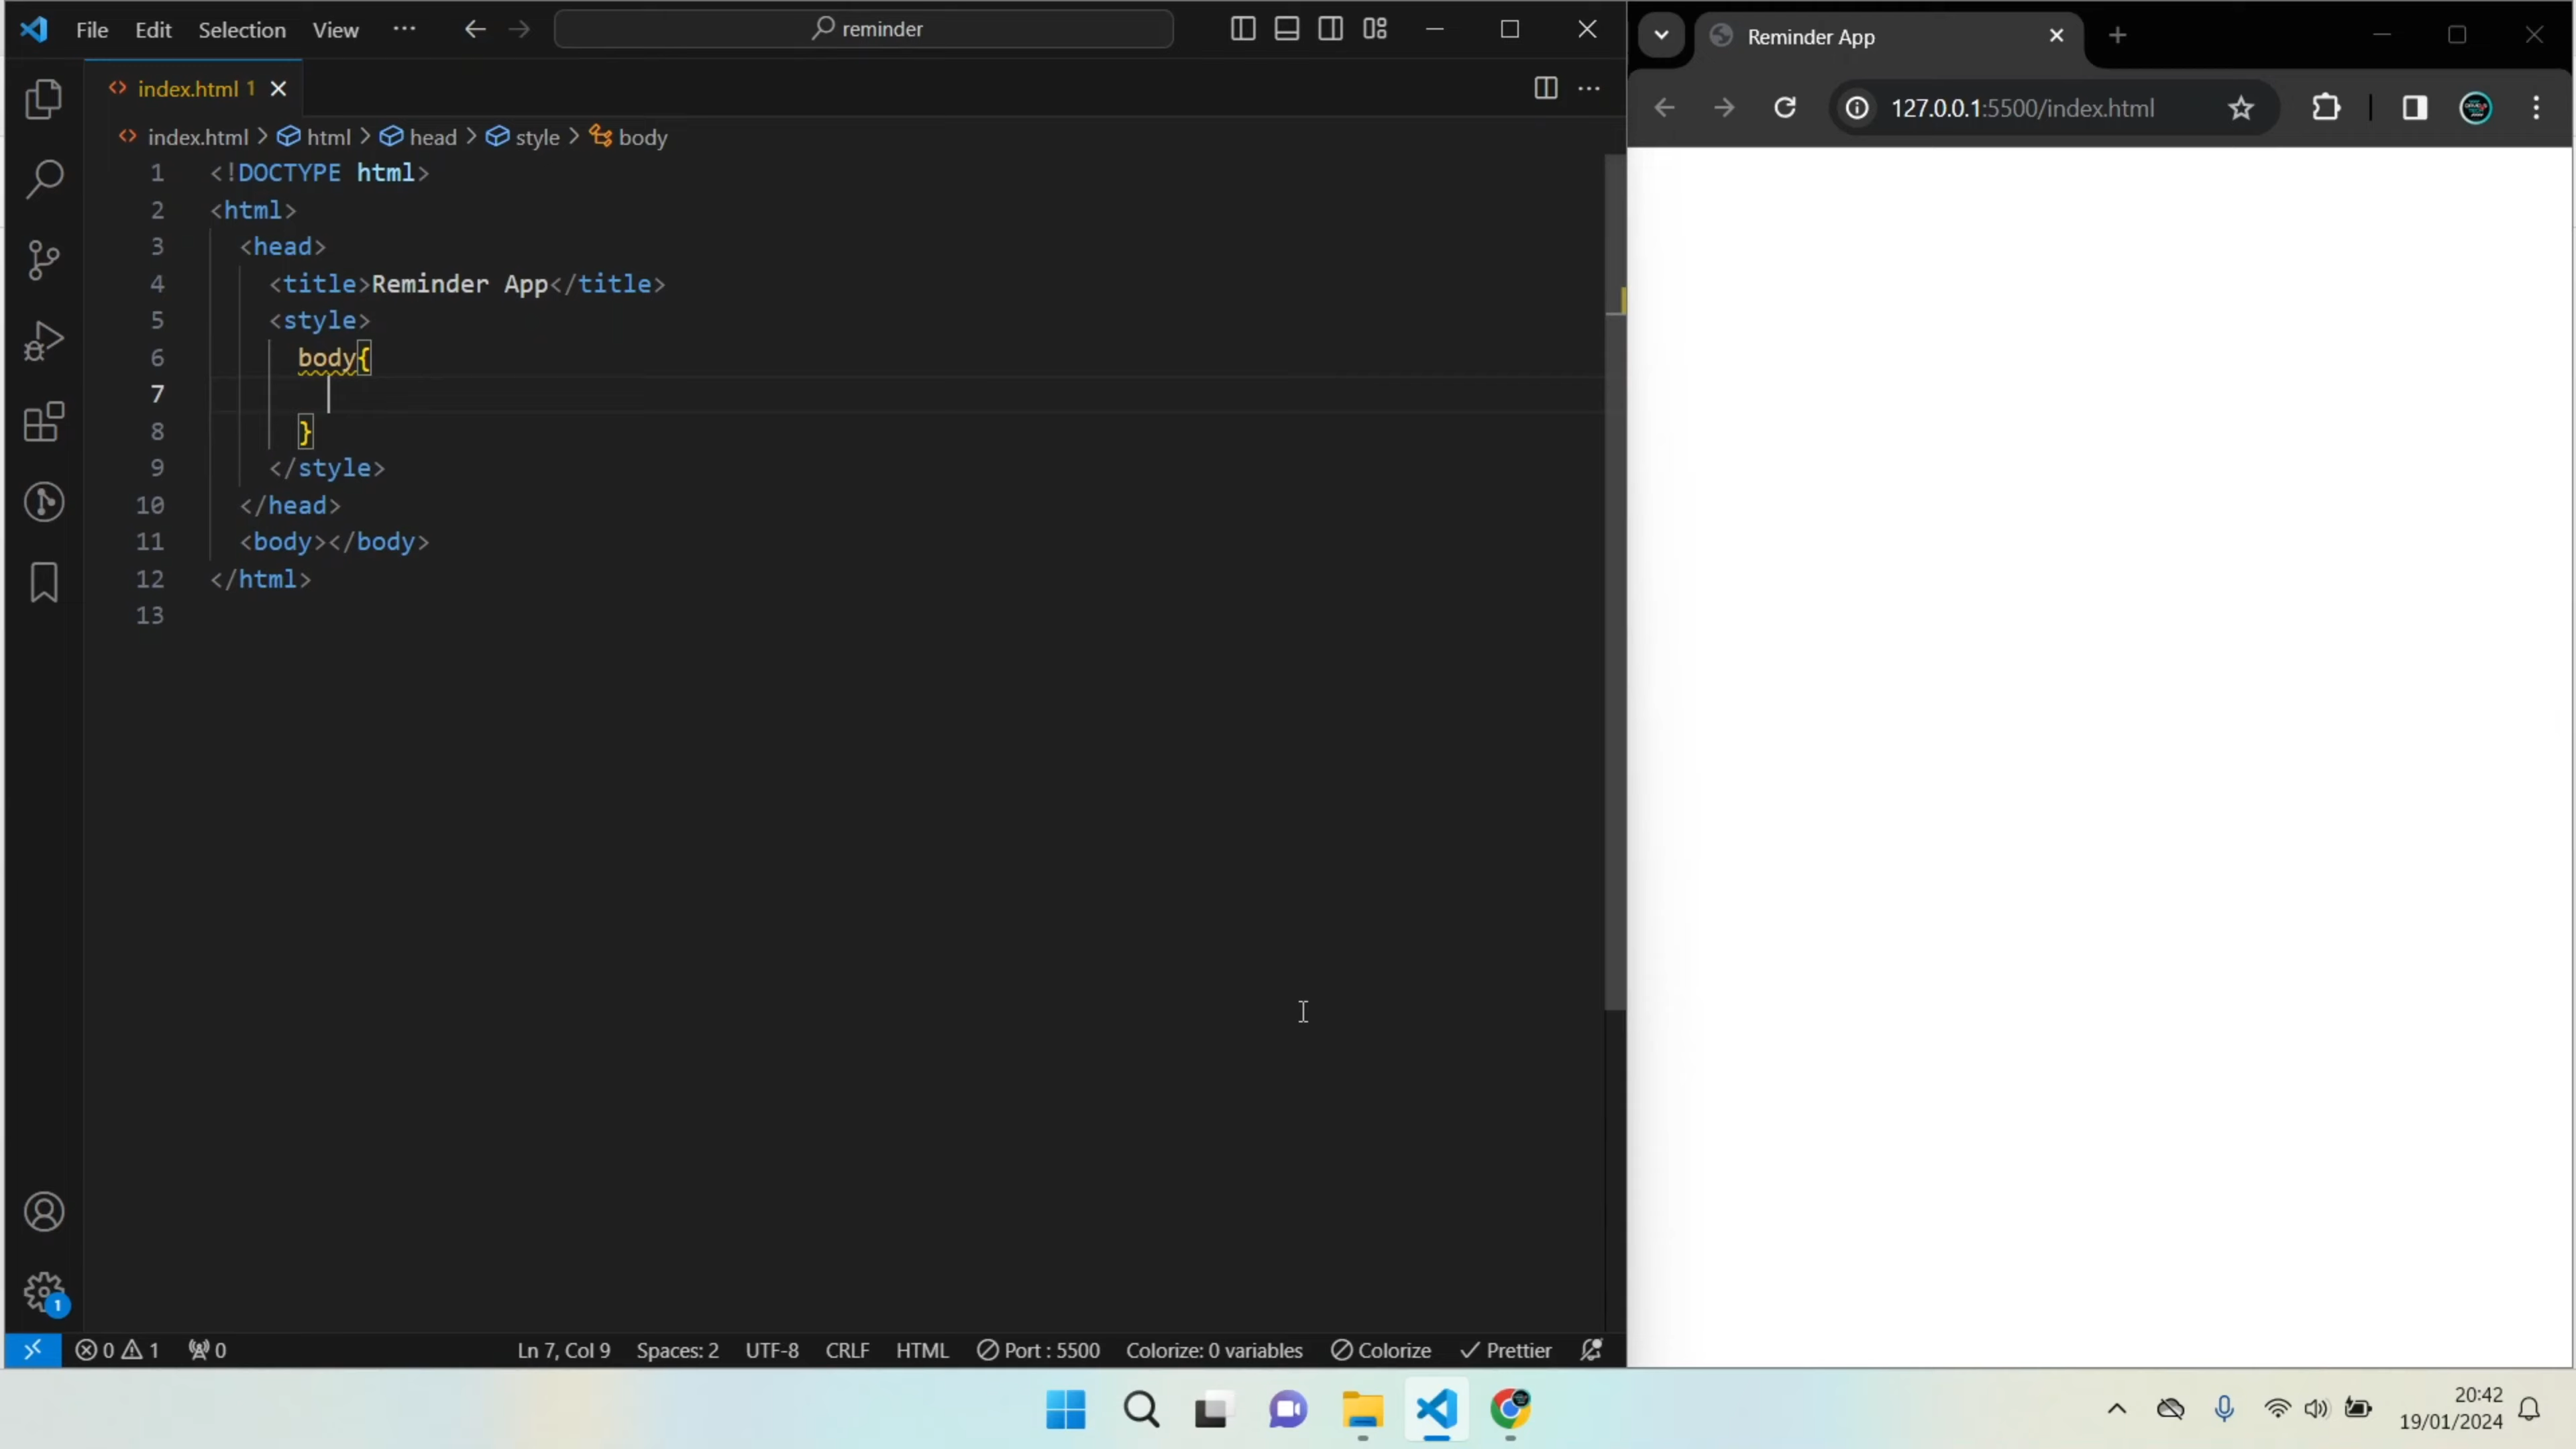 File Edit Selection View ··· reminder
index.html 1
index.html > html > head > style > body
1 <!DOCTYPE html>
2 <html>
3 <head>
4 <title>Reminder App</title>
5 <style>
6 body{
7
8 }
9 </style>
10 </head>
11 <body></body>
12 </html>
13
1
0 1 0 Ln 7, Col 9 Spaces: 2 UTF-8 CRLF HTML Port : 5500 Colorize: 0 variables Colorize Prettier
Reminder App
127.0.0.1:5500/index.html
20:42
19/01/2024